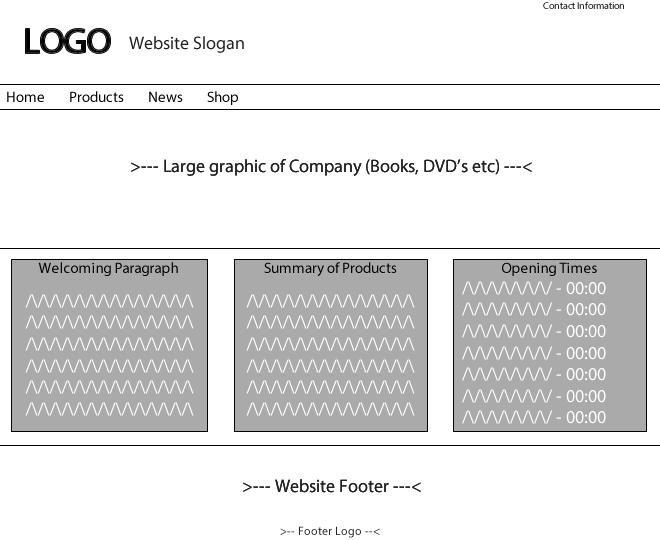 Contact Information
LOGO Website Slogan
Home Products News Shop
>--- Large graphic of Company (Books, DVD's etc) ---<
Welcoming Paragraph
Summary of Products
Opening Times
- 00:00
- 00:00
- 00:00
- 00:00
- 00:00
- 00:00
- 00:00
>--- Website Footer ---<
>-- Footer Logo --<